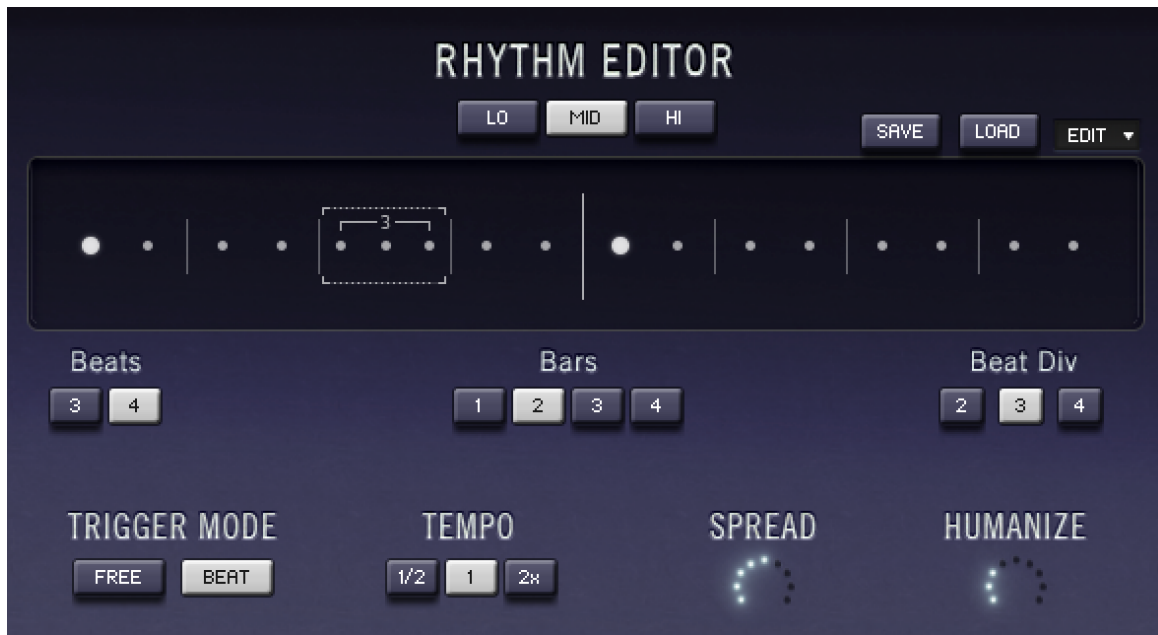 RHYTHM EDITOR
LO MID HI
SAVE LOAD EDIT
3
Beats Bars Beat Div
3 4 1 2 3 4 2 3 4
TRIGGER MODE TEMPO SPREAD HUMANIZE
FREE BEAT 1/2 1 2x